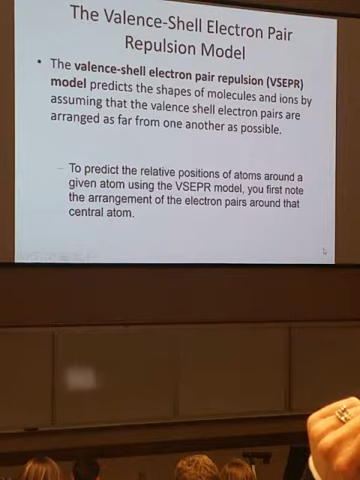 The Valence-Shell Electron Pair
Repulsion Model
• The valence-shell electron pair repulsion (VSEPR)
model predicts the shapes of molecules and ions by
assuming that the valence shell electron pairs are
arranged as far from one another as possible.
– To predict the relative positions of atoms around a
given atom using the VSEPR model, you first note
the arrangement of the electron pairs around that
central atom.